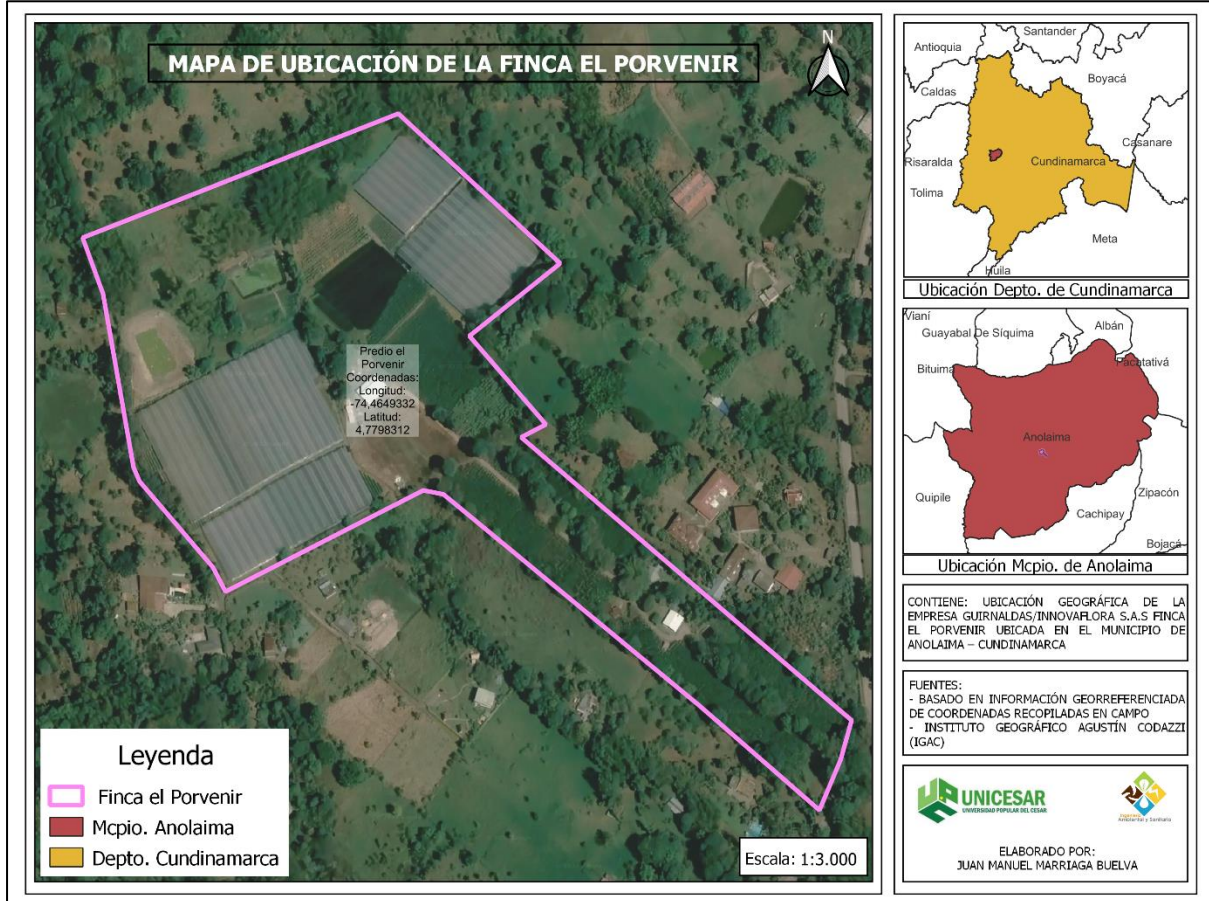 MAPA DE UBICACIÓN DE LA FINCA EL PORVENIR
N
Predio el
Porvenir
Coordenadas:
Longitud:
-74,4649332
Latitud:
4,7798312
Leyenda
Finca el Porvenir
Mcpio. Anolaima
Depto. Cundinamarca
Escala: 1:3.000
Santander
Antioquia
Boyacá
Caldas
Casanare
Risaralda
Cundinamarca
Tolima
Meta
Huila
Ubicación Depto. de Cundinamarca
Vianí
Albán
Guayabal De Síquima
Bituima
Facatativá
Anolaima
Quipile
Zipacón
Cachipay
Bojacá
Ubicación Mcpio. de Anolaima
CONTIENE: UBICACIÓN GEOGRÁFICA DE LA
EMPRESA GUIRNALDAS/INNOVAFLORA S.A.S FINCA
EL PORVENIR UBICADA EN EL MUNICIPIO DE
ANOLAIMA – CUNDINAMARCA
FUENTES:
- BASADO EN INFORMACIÓN GEORREFERENCIADA
DE COORDENADAS RECOPILADAS EN CAMPO
- INSTITUTO GEOGRÁFICO AGUSTÍN CODAZZI
(IGAC)
UNICESAR
UNIVERSIDAD POPULAR DEL CESAR
Ambiental y Sanitaria
ELABORADO POR:
JUAN MANUEL MARRIAGA BUELVA